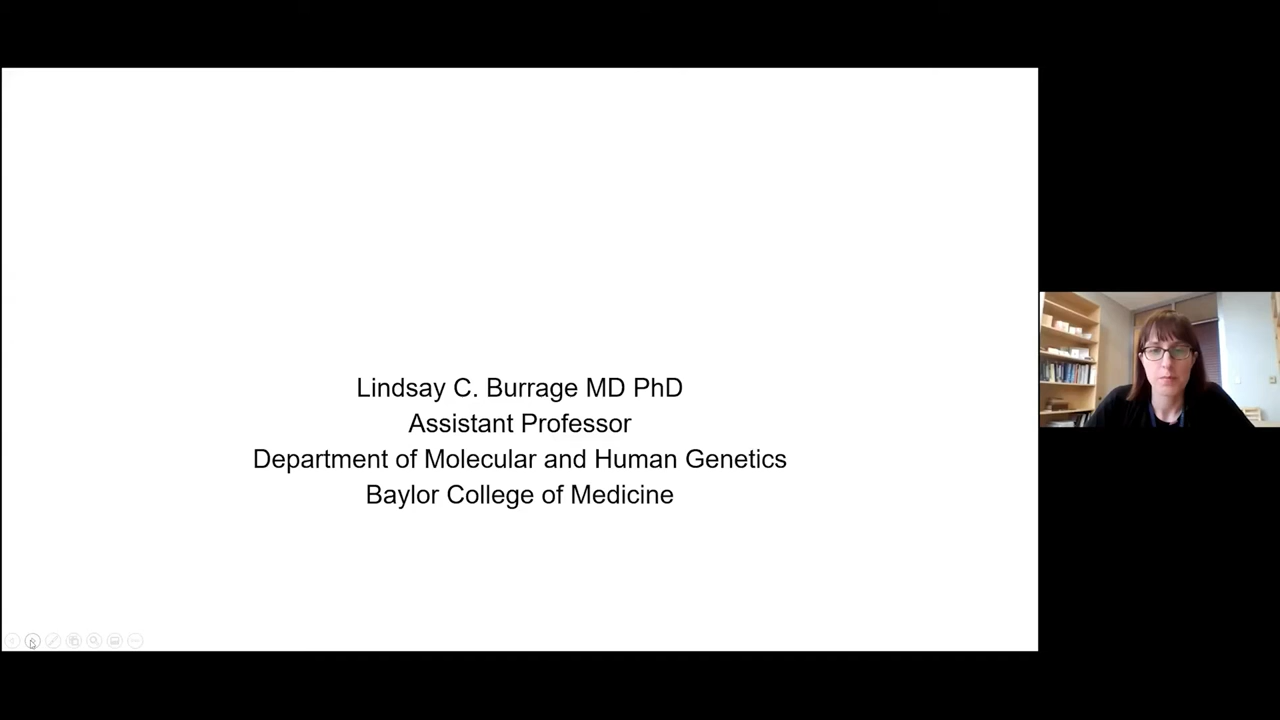 Lindsay C. Burrage MD PhD
Assistant Professor
Department of Molecular and Human Genetics
Baylor College of Medicine